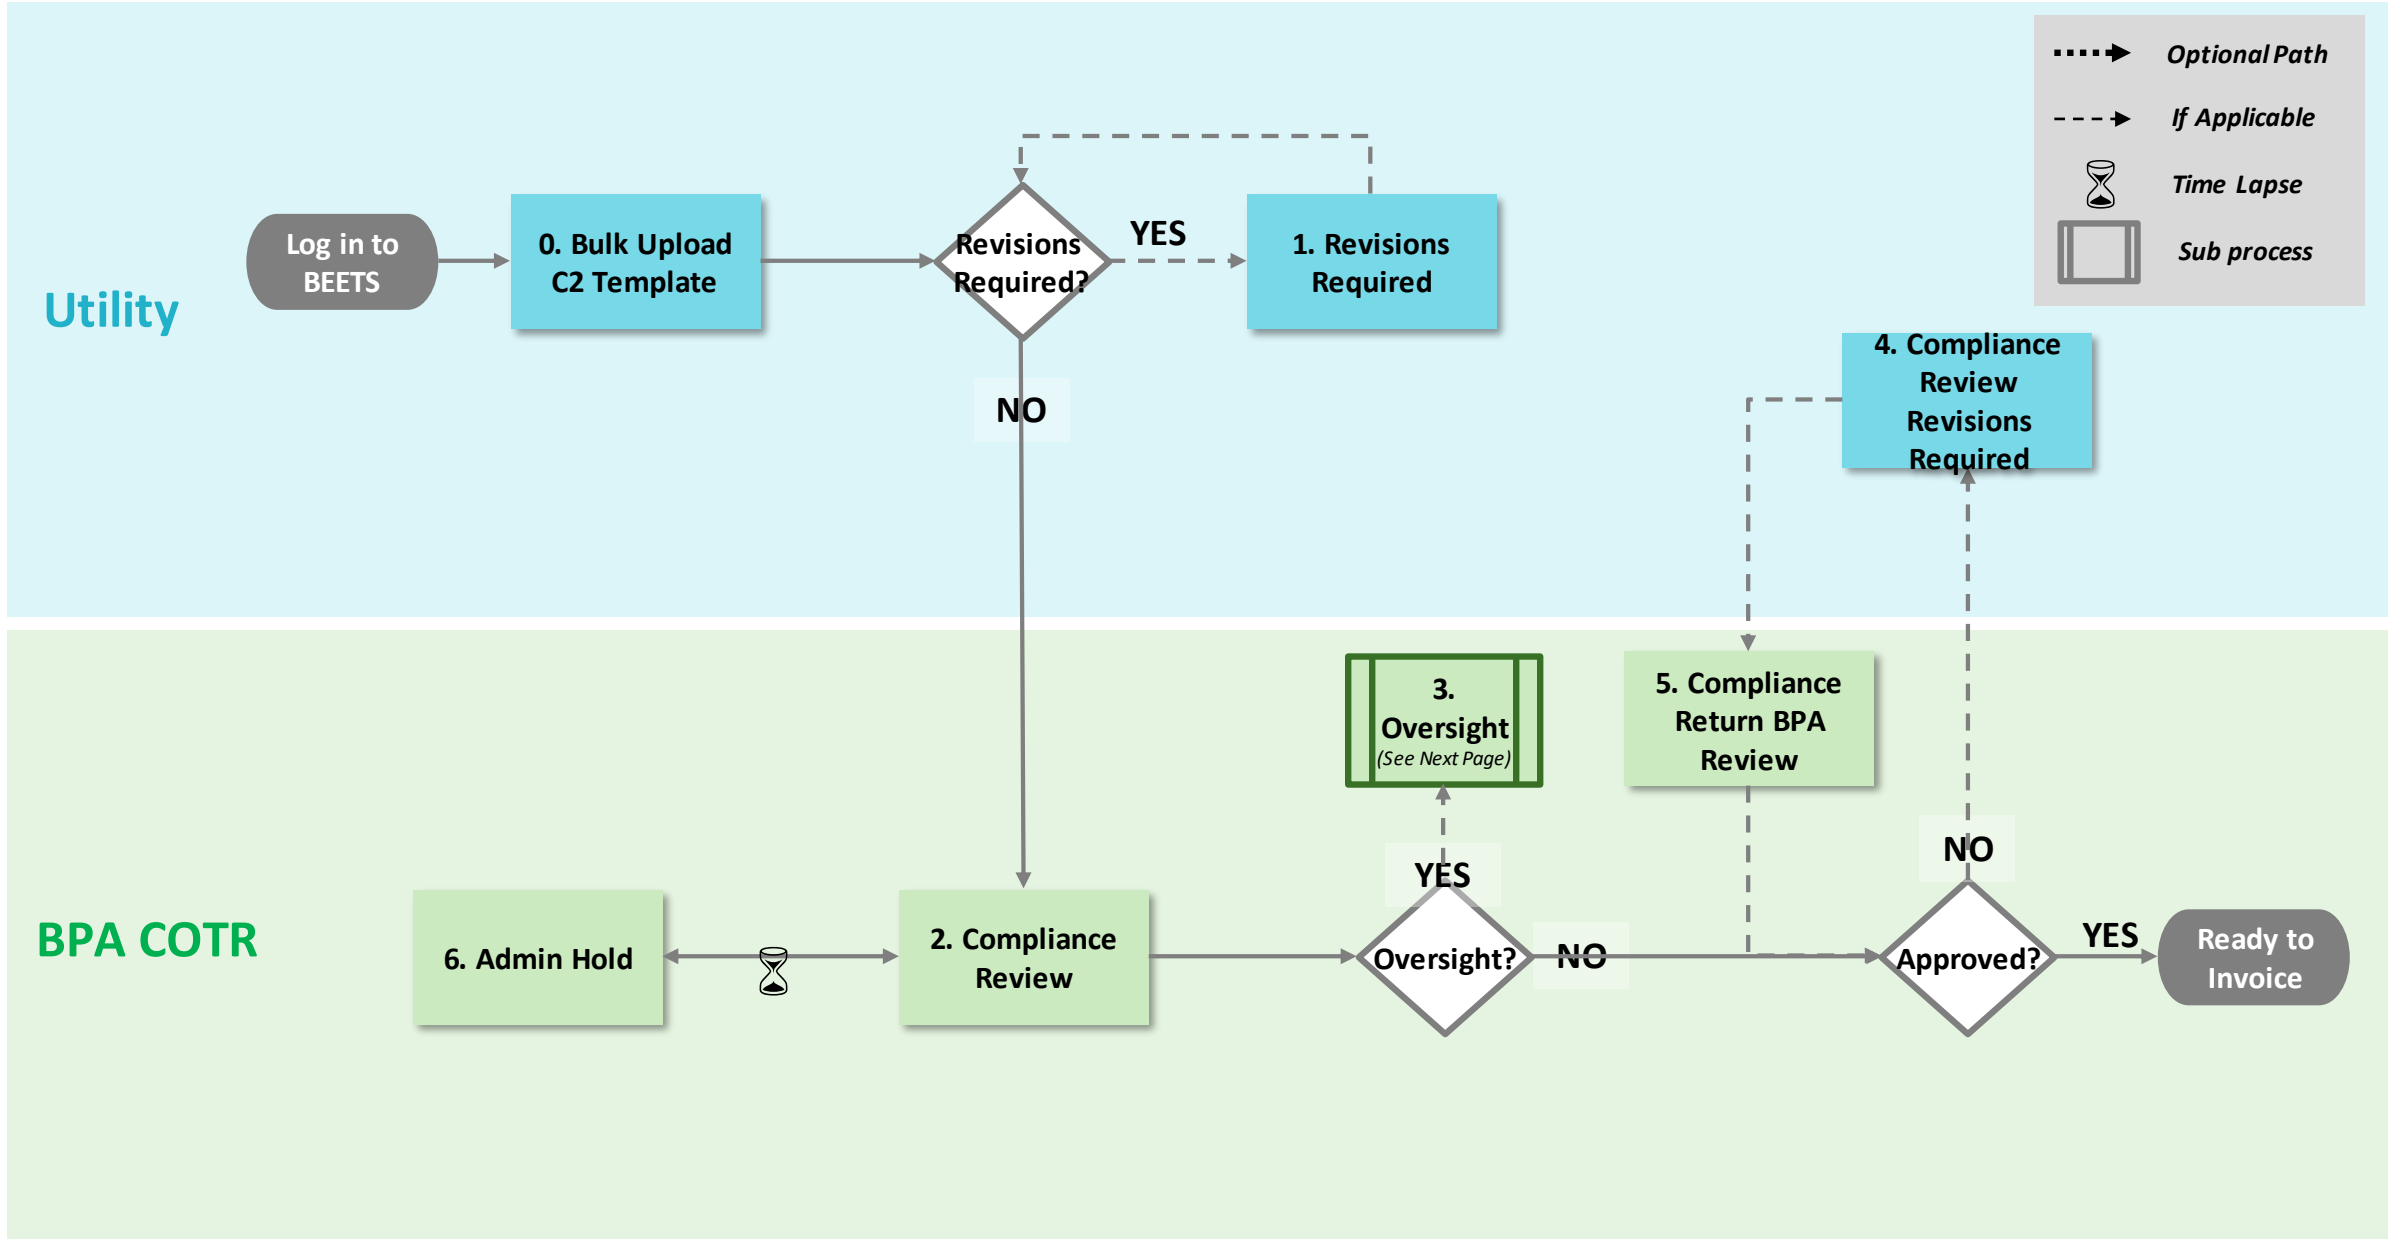 Optional Path
If Applicable
Time Lapse
Sub process
Utility
Log in to
BEETS
0. Bulk Upload
C2 Template
Revisions
Required?
YES
1. Revisions
Required
NO
4. Compliance
Review
Revisions
Required
BPA COTR
3.
Oversight
(See Next Page)
5. Compliance
Return BPA
Review
6. Admin Hold
2. Compliance
Review
YES
Oversight?
NO
NO
Approved?
YES
Ready to
Invoice